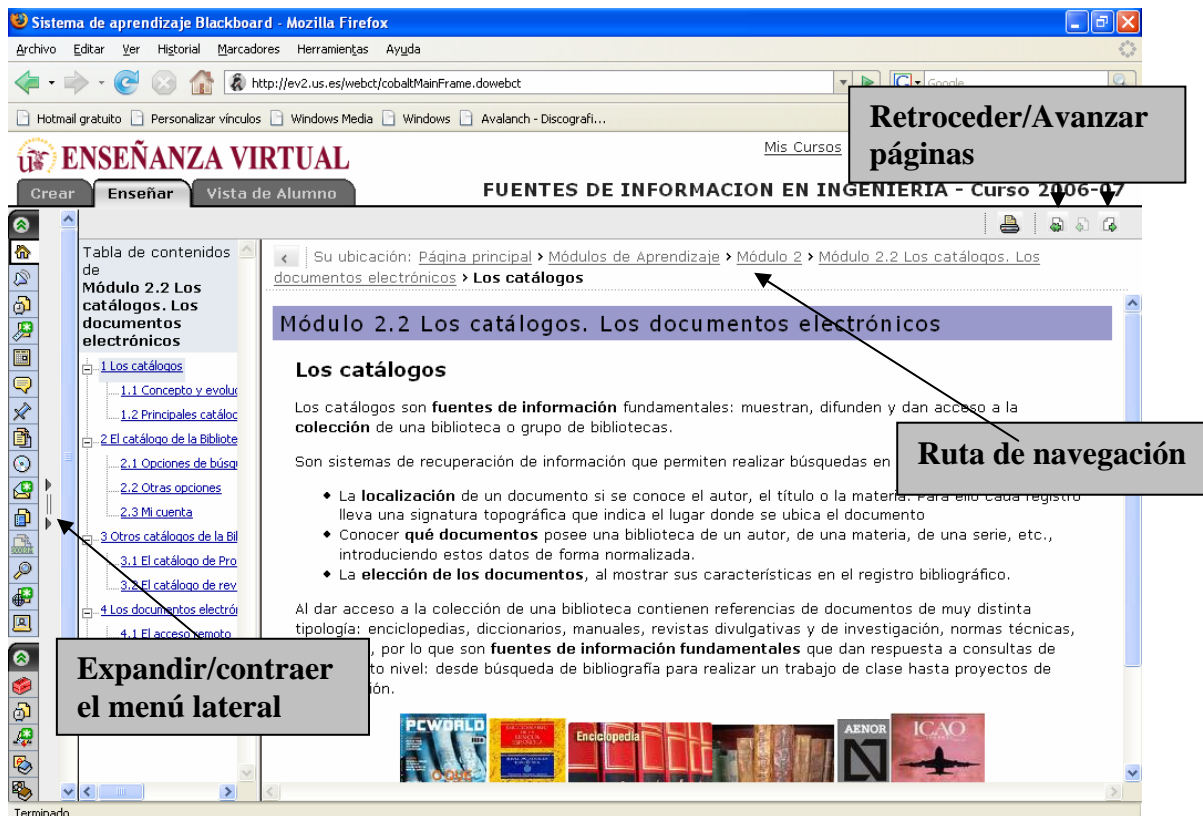 Sistema de aprendizaje Blackboard - Mozilla Firefox
Archivo Editar Ver Historial Marcadores Herramientas Ayuda
http://ev2.us.es/webct/cobaltMainFrame.dowebct
Google
Hotmail gratuito Personalizar vínculos Windows Media Windows Avalanch - Discografi...
Retroceder/Avanzar
páginas
ENSEÑANZA VIRTUAL
Mis Cursos
Crear Enseñar Vista de Alumno
FUENTES DE INFORMACION EN INGENIERIA - Curso 2006-07
Tabla de contenidos
de
Módulo 2.2 Los
catálogos. Los
documentos
electrónicos
1 Los catálogos
1.1 Concepto y evoluc
1.2 Principales catáloc
2 El catálogo de la Bibliote
2.1 Opciones de búsq
2.2 Otras opciones
2.3 Mi cuenta
3 Otros catálogos de la Bil
3.1 El catálogo de Pro
3.2 El catálogo de rev
4 Los documentos electrón
4.1 El acceso remoto
Su ubicación: Página principal › Módulos de Aprendizaje › Módulo 2 › Módulo 2.2 Los catálogos. Los
documentos electrónicos › Los catálogos
Módulo 2.2 Los catálogos. Los documentos electrónicos
Los catálogos
Los catálogos son fuentes de información fundamentales: muestran, difunden y dan acceso a la
colección de una biblioteca o grupo de bibliotecas.
Ruta de navegación
Son sistemas de recuperación de información que permiten realizar búsquedas en
• La localización de un documento si se conoce el autor, el título o la materia. Para ello cada registro
lleva una signatura topográfica que indica el lugar donde se ubica el documento
• Conocer qué documentos posee una biblioteca de un autor, de una materia, de una serie, etc.,
introduciendo estos datos de forma normalizada.
• La elección de los documentos, al mostrar sus características en el registro bibliográfico.
Al dar acceso a la colección de una biblioteca contienen referencias de documentos de muy distinta
tipología: enciclopedias, diccionarios, manuales, revistas divulgativas y de investigación, normas técnicas,
, por lo que son fuentes de información fundamentales que dan respuesta a consultas de
to nivel: desde búsqueda de bibliografía para realizar un trabajo de clase hasta proyectos de
ón.
Expandir/contraer
el menú lateral
PCWORLD
Enciclopedia
AENOR
ICAO
Terminado